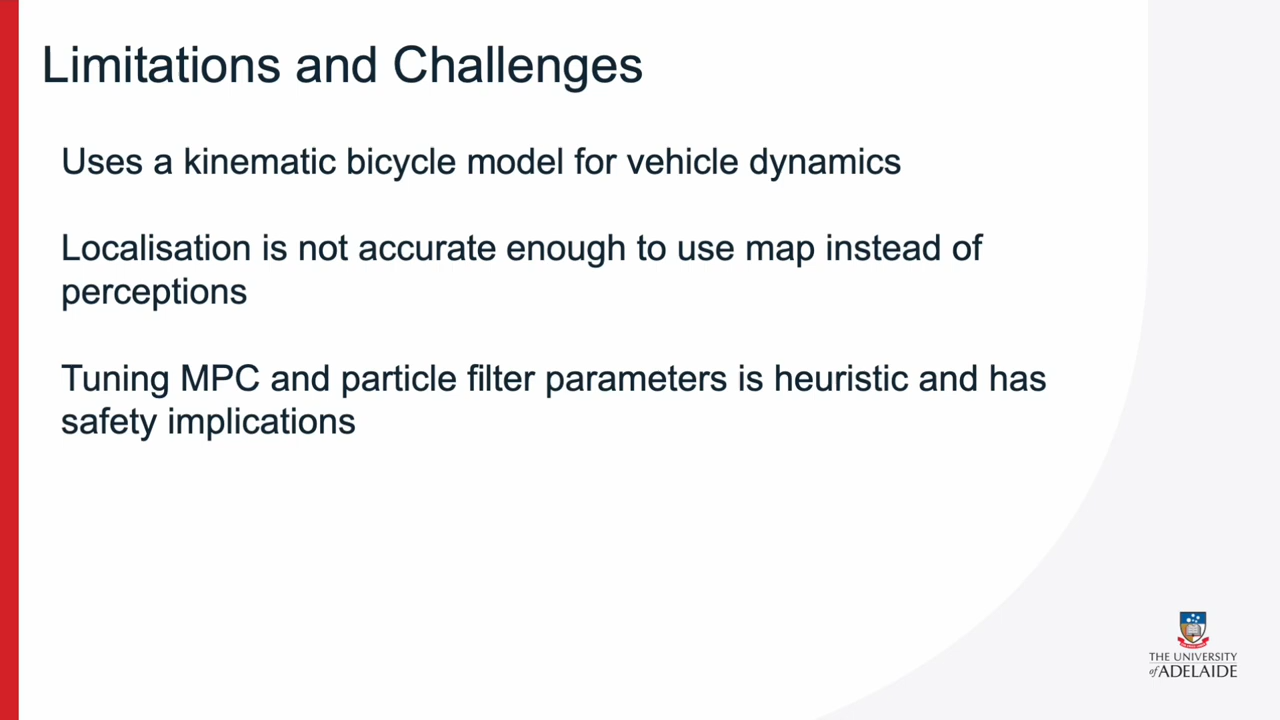 Limitations and Challenges
Uses a kinematic bicycle model for vehicle dynamics
Localisation is not accurate enough to use map instead of
perceptions
Tuning MPC and particle filter parameters is heuristic and has
safety implications
THE UNIVERSITY
of ADELAIDE